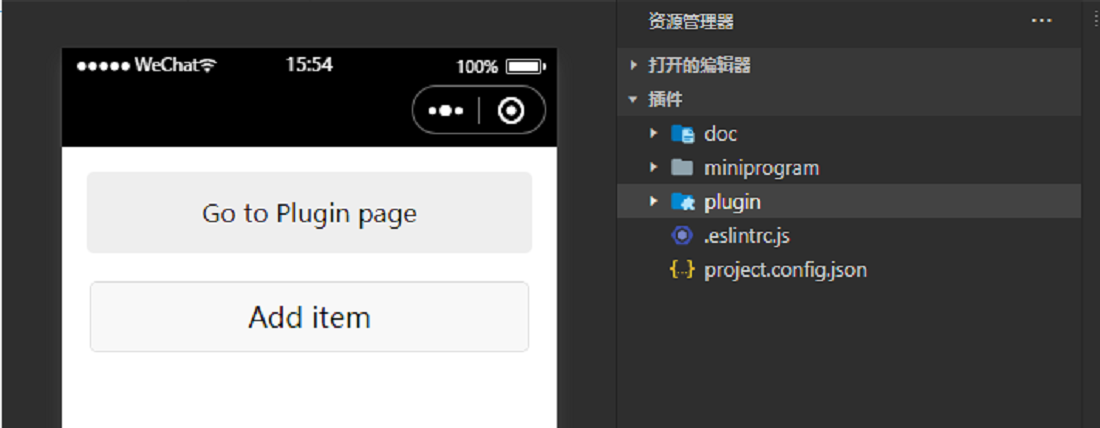 WeChat
15:54
100%
Go to Plugin page
Add item
资源管理器
打开的编辑器
插件
doc
miniprogram
plugin
.eslintrc.js
project.config.json